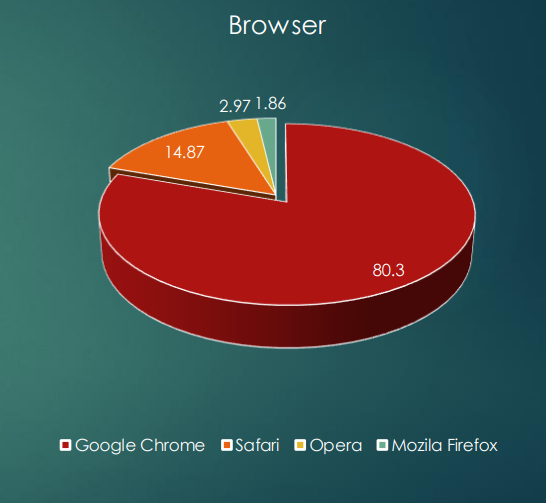 Browser
2.97 1.86
14.87
80.3
Google Chrome Safari Opera Mozila Firefox